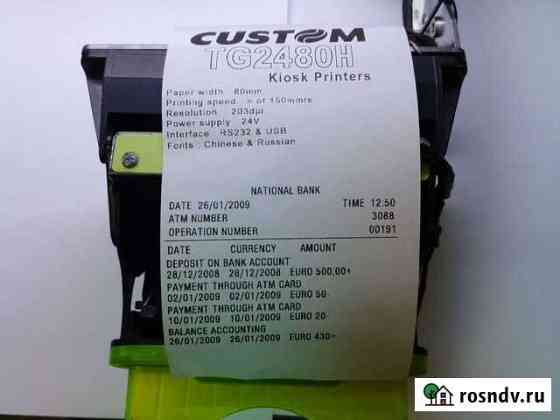 CUSTOM
TG2480H
Kiosk Printers
Paper width : 80mm
Printing speed : > of 150mm/s
Resolution : 203dpi
Power supply : 24V
Interface : RS232 & USB
Fonts : Chinese & Russian
NATIONAL BANK
DATE 26/01/2009 TIME 12.50
ATM NUMBER 3088
OPERATION NUMBER 00191
DATE CURRENCY AMOUNT
DEPOSIT ON BANK ACCOUNT
28/12/2008 28/12/2008 EURO 500,00+
PAYMENT THROUGH ATM CARD
02/01/2009 02/01/2009 EURO 50-
PAYMENT THROUGH ATM CARD
10/01/2009 10/01/2009 EURO 20-
BALANCE ACCOUNTING
26/01/2009 26/01/2009 EURO 430+
rosndv.ru